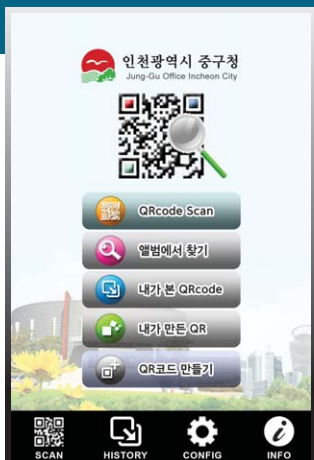 인천광역시 중구청
Jung-Gu Office Incheon City
QRcode Scan
앨범에서 찾기
내가 본 QRcode
내가 만든 QR
QR코드 만들기
SCAN HISTORY CONFIG INFO